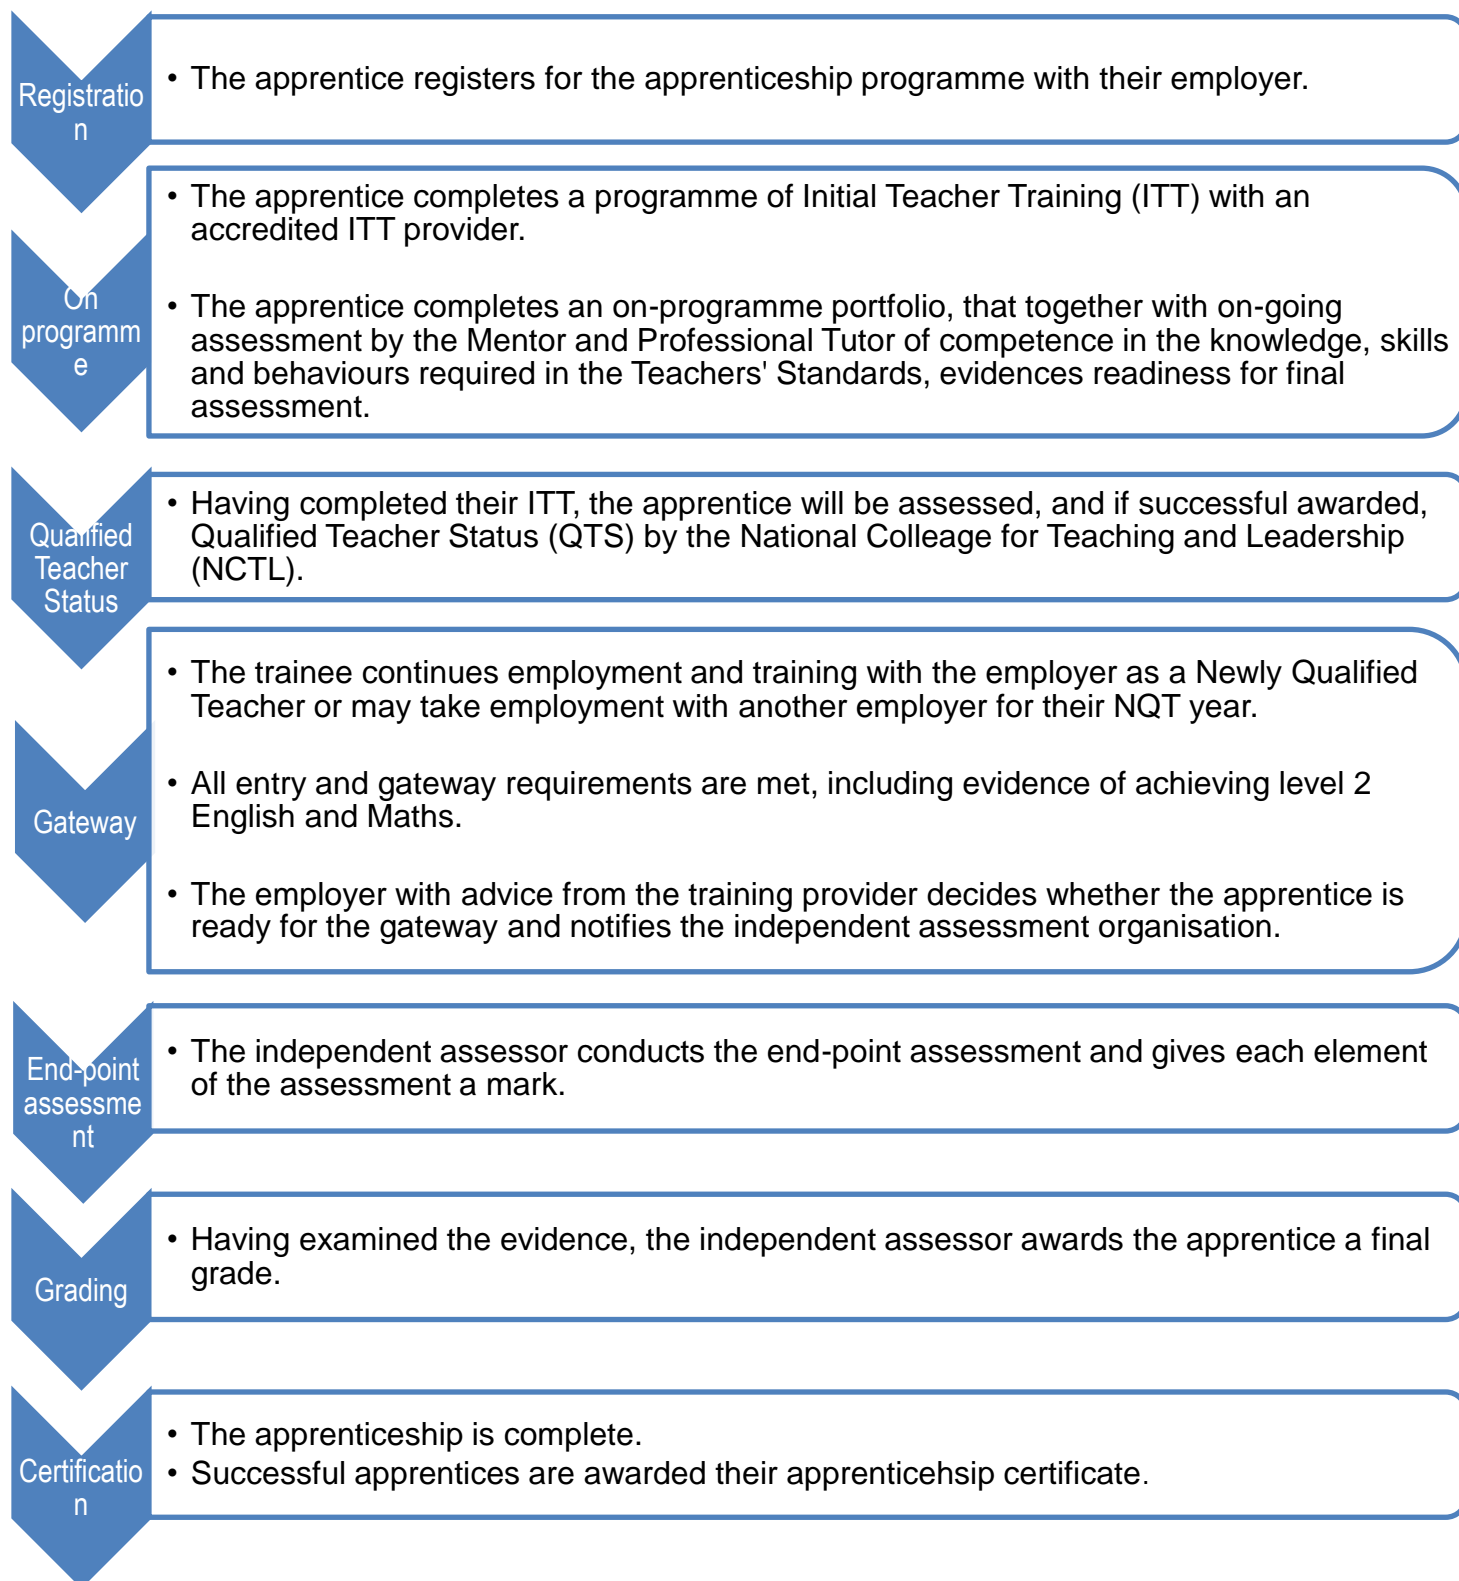 Registratio
n
• The apprentice registers for the apprenticeship programme with their employer.
On
programm
e
• The apprentice completes a programme of Initial Teacher Training (ITT) with an
accredited ITT provider.
• The apprentice completes an on-programme portfolio, that together with on-going
assessment by the Mentor and Professional Tutor of competence in the knowledge, skills
and behaviours required in the Teachers' Standards, evidences readiness for final
assessment.
Qualified
Teacher
Status
• Having completed their ITT, the apprentice will be assessed, and if successful awarded,
Qualified Teacher Status (QTS) by the National Colleage for Teaching and Leadership
(NCTL).
Gateway
• The trainee continues employment and training with the employer as a Newly Qualified
Teacher or may take employment with another employer for their NQT year.
• All entry and gateway requirements are met, including evidence of achieving level 2
English and Maths.
• The employer with advice from the training provider decides whether the apprentice is
ready for the gateway and notifies the independent assessment organisation.
End-point
assessme
nt
• The independent assessor conducts the end-point assessment and gives each element
of the assessment a mark.
Grading
• Having examined the evidence, the independent assessor awards the apprentice a final
grade.
Certificatio
n
• The apprenticeship is complete.
• Successful apprentices are awarded their apprenticehsip certificate.